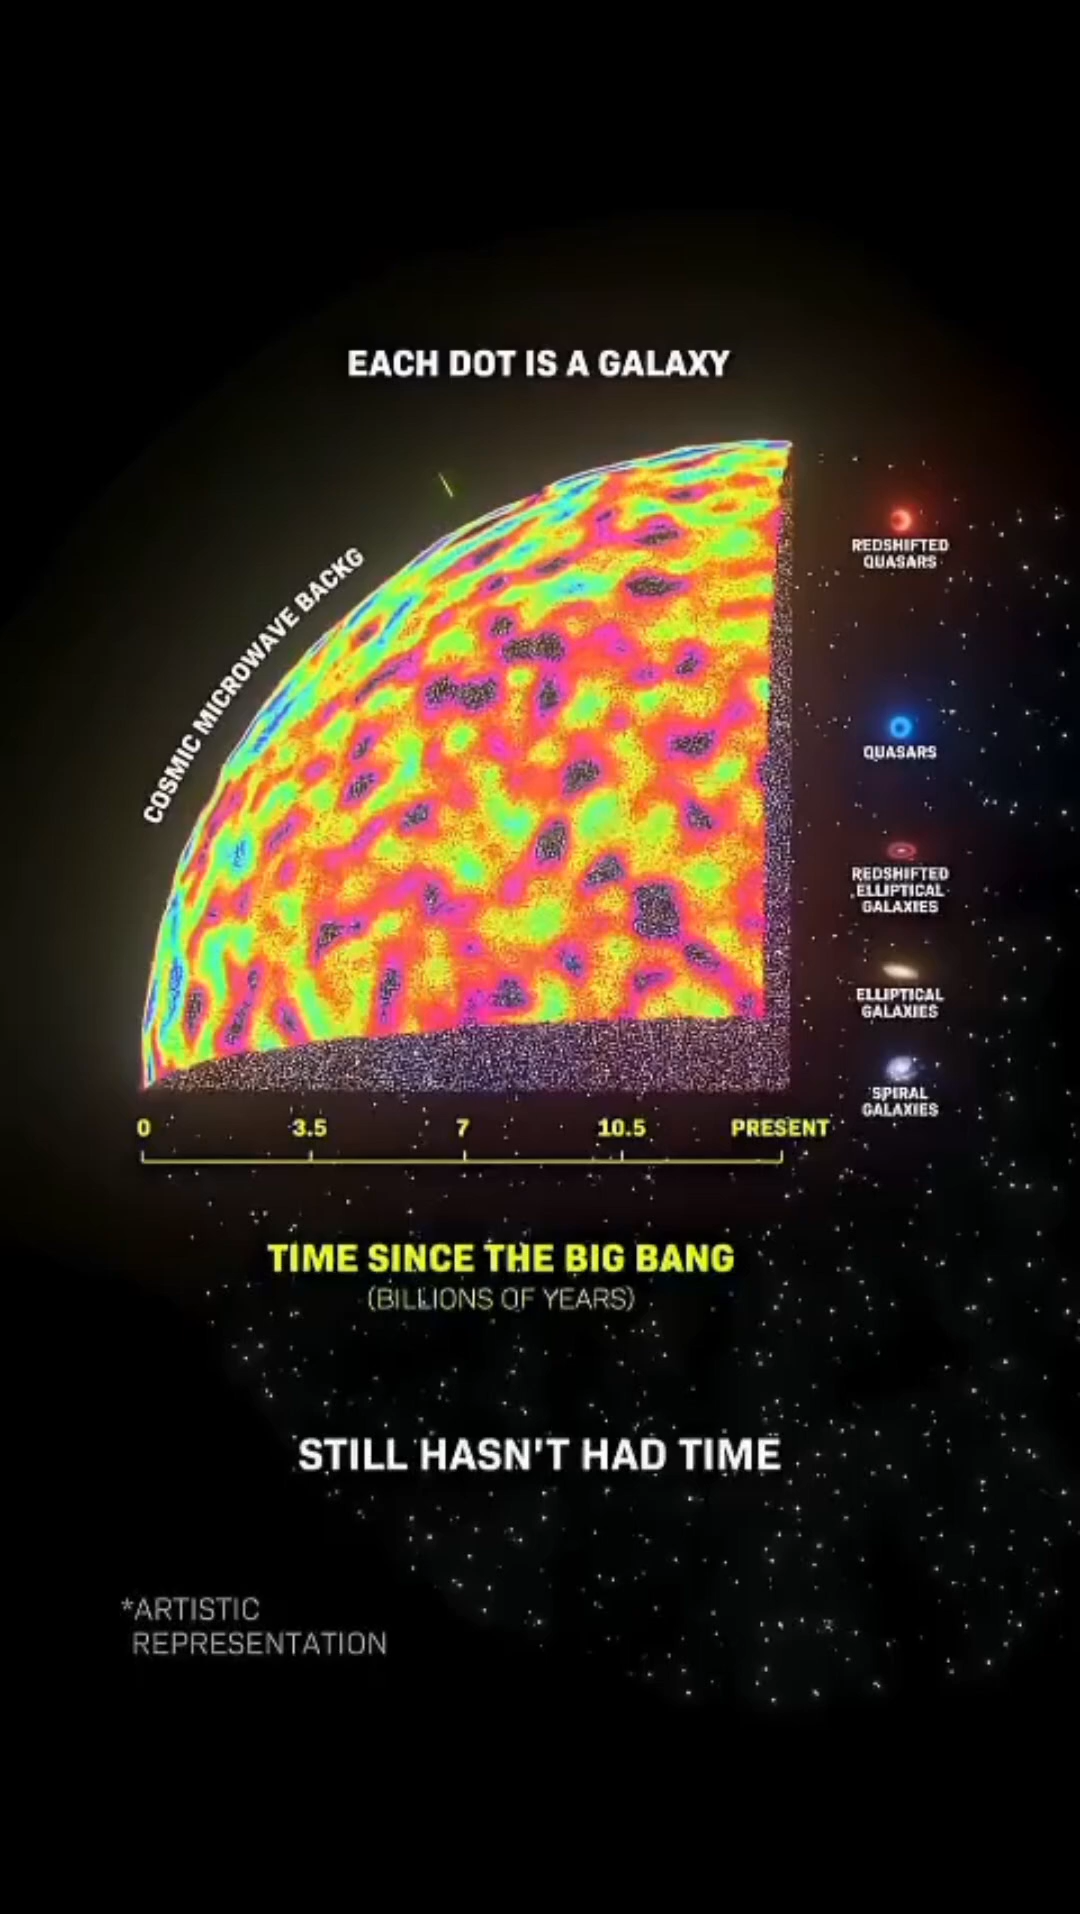 EACH DOT IS A GALAXY
COSMIC MICROWAVE BACKG
REDSHIFTED
QUASARS
QUASARS
REDSHIFTED
ELLIPTICAL
GALAXIES
ELLIPTICAL
GALAXIES
SPIRAL
GALAXIES
0 3.5 7 10.5 PRESENT
TIME SINCE THE BIG BANG
(BILLIONS OF YEARS)
STILL HASN'T HAD TIME
*ARTISTIC
REPRESENTATION